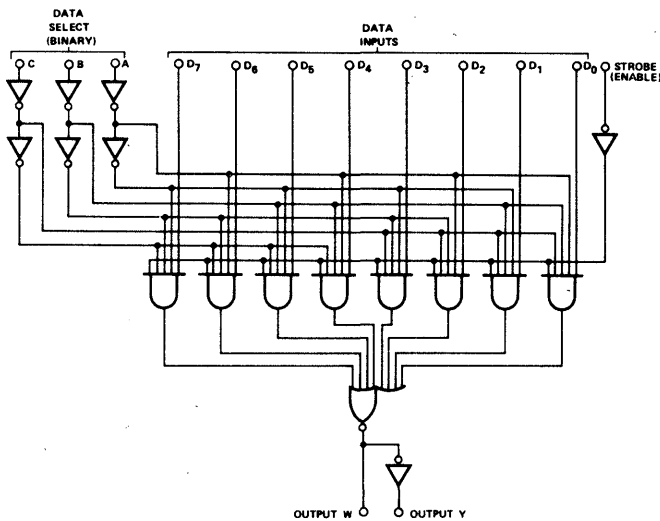 DATA
SELECT
(BINARY)
DATA
INPUTS
C B A D7 D6 D5 D4 D3 D2 D1 D0 STROBE
(ENABLE)
OUTPUT W OUTPUT Y